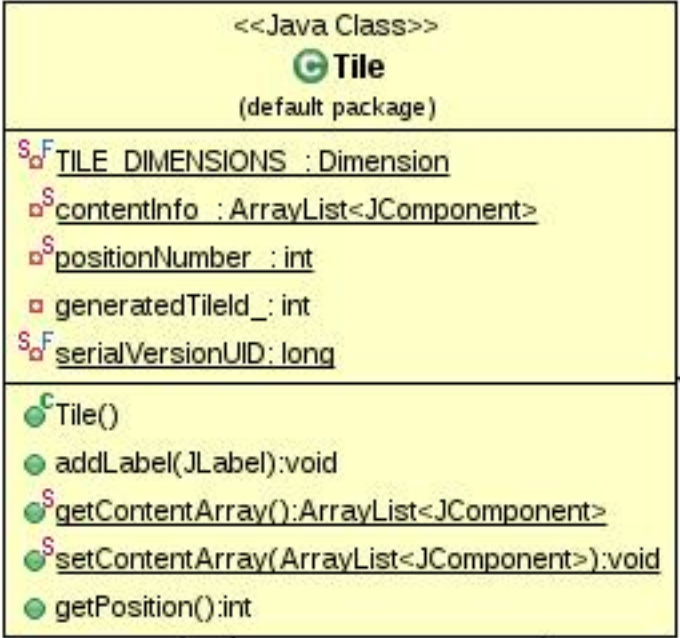 <<Java Class>>
C Tile
(default package)
S F TILE_DIMENSIONS_: Dimension
S contentInfo_: ArrayList<JComponent>
S positionNumber_: int
generatedTileId_: int
S F serialVersionUID: long
C Tile()
addLabel(JLabel):void
S getContentArray():ArrayList<JComponent>
S setContentArray(ArrayList<JComponent>):void
getPosition():int